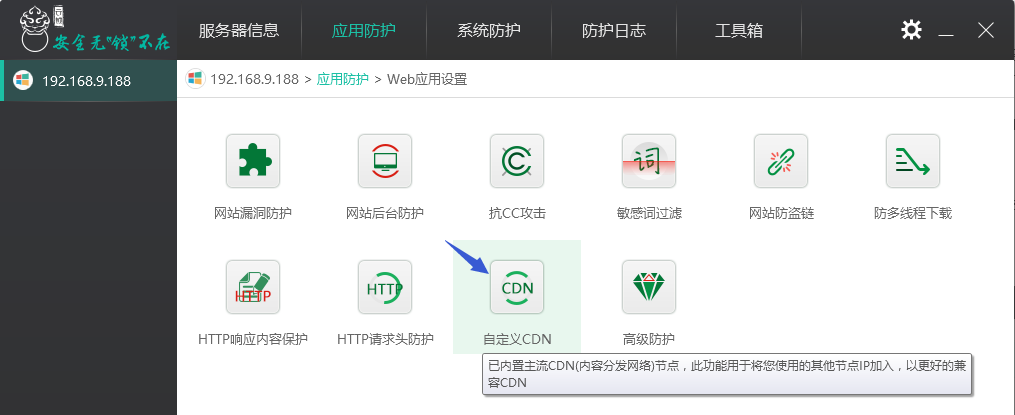 安全无“锁”不在
服务器信息
应用防护
系统防护
防护日志
工具箱
192.168.9.188
192.168.9.188 > 应用防护 > Web应用设置
词
网站漏洞防护
网站后台防护
抗CC攻击
敏感词过滤
网站防盗链
防多线程下载
HTTP
HTTP
CDN
HTTP响应内容保护
HTTP请求头防护
自定义CDN
高级防护
已内置主流CDN(内容分发网络)节点，此功能用于将您使用的其他节点IP加入，以更好的兼
容CDN